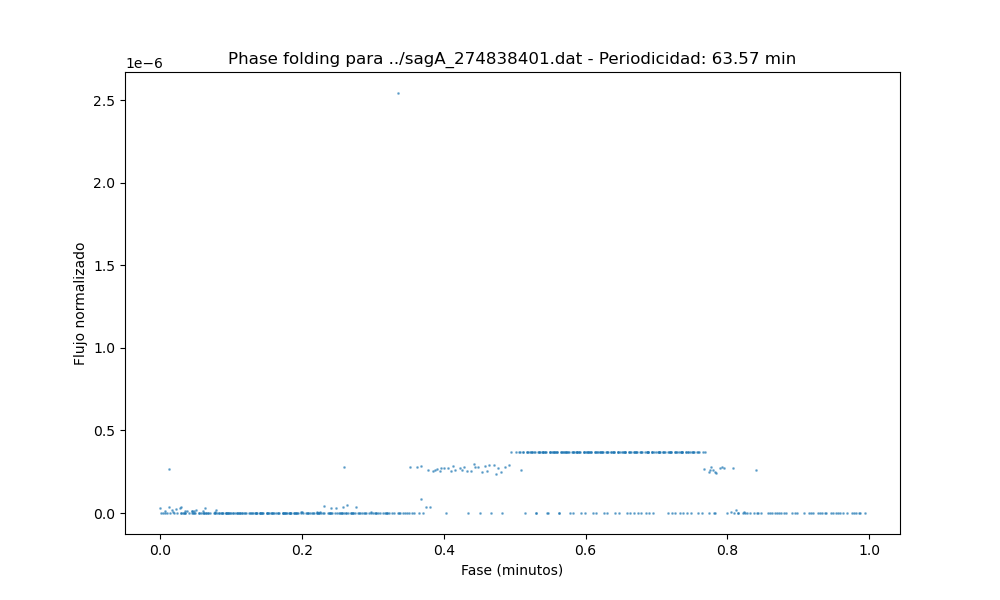 Phase folding para ../sagA_274838401.dat - Periodicidad: 63.57 min
1e−6
2.5
2.0
1.5
1.0
0.5
0.0
Flujo normalizado
0.0 0.2 0.4 0.6 0.8 1.0
Fase (minutos)